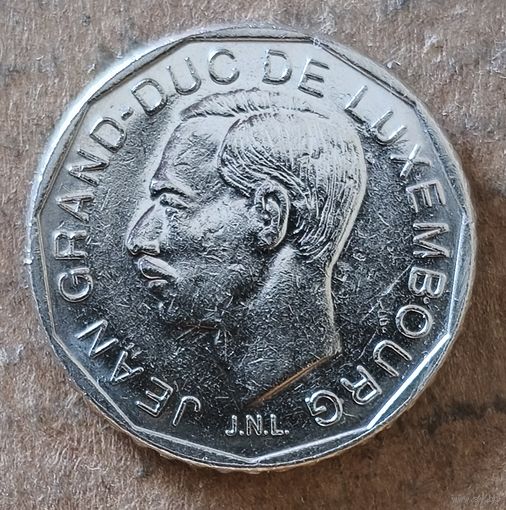 JEAN GRAND-DUC DE LUXEMBOURG
J.N.L.